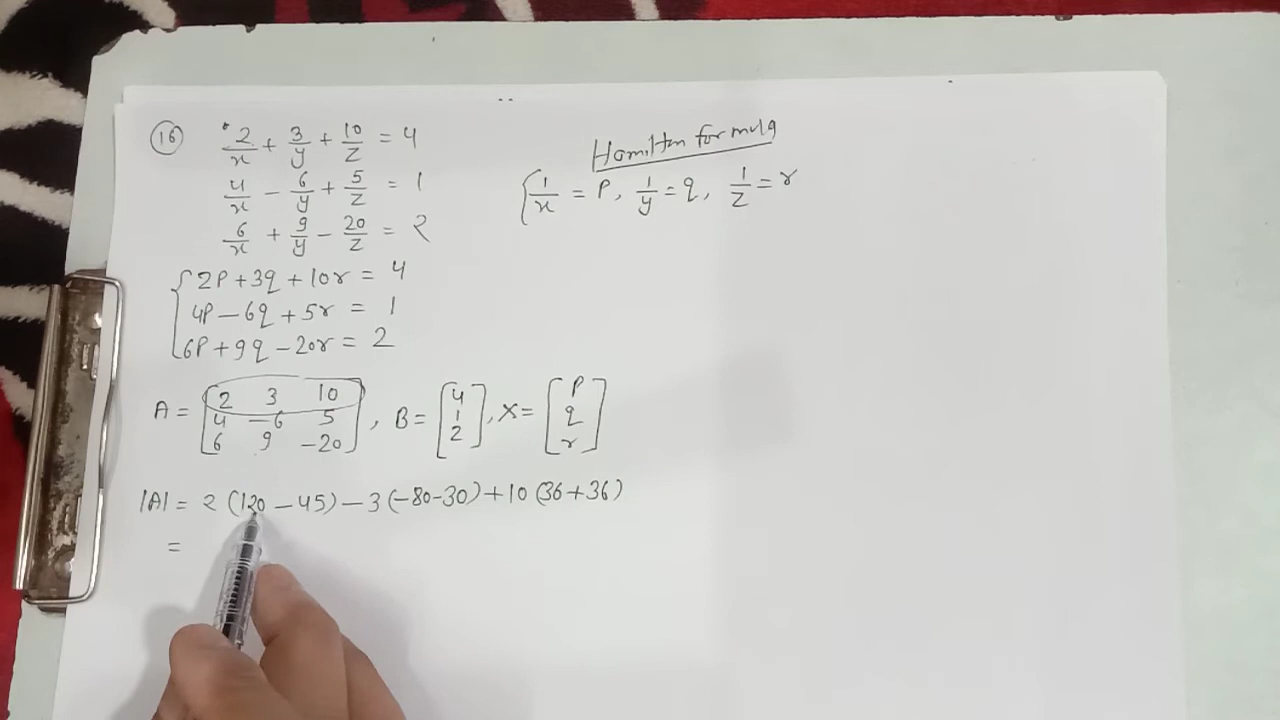 16 2/x + 3/y + 10/z = 4
Hamilton formula
4/x - 6/y + 5/z = 1
{ 1/x = P, 1/y = q, 1/z = r
6/x + 9/y - 20/z = 2
{ 2P + 3q + 10r = 4
4P - 6q + 5r = 1
6P + 9q - 20r = 2
A = [2 3 10
4 -6 5
6 9 -20], B = [4
1
2], X = [P
q
r]
|A| = 2 (120 - 45) - 3 (-80 - 30) + 10 (36 + 36)
=